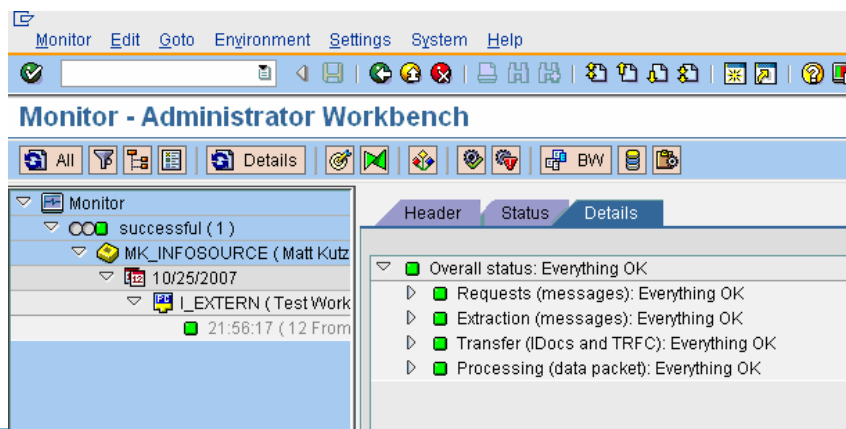 Monitor Edit Goto Environment Settings System Help
Monitor - Administrator Workbench
All Details BW
Monitor
successful ( 1 )
MK_INFOSOURCE ( Matt Kutz
10/25/2007
I_EXTERN ( Test Work
21:56:17 ( 12 From
Header Status Details
Overall status: Everything OK
Requests (messages): Everything OK
Extraction (messages): Everything OK
Transfer (IDocs and TRFC): Everything OK
Processing (data packet): Everything OK